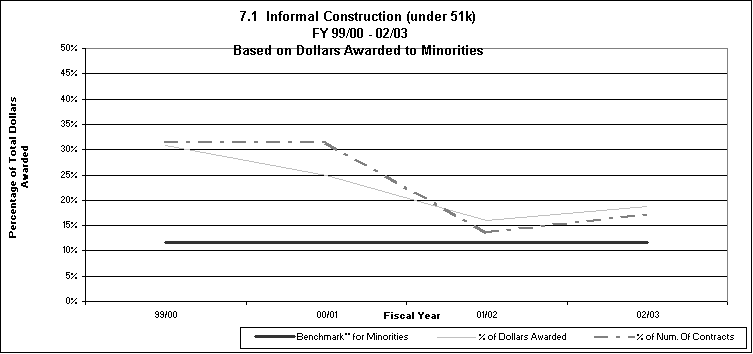 7.1 Informal Construction (under 51k)
FY 99/00 - 02/03
Based on Dollars Awarded to Minorities
Percentage of Total Dollars
Awarded
50%
45%
40%
35%
30%
25%
20%
15%
10%
5%
0%
99/00
00/01
01/02
02/03
Fiscal Year
Benchmark** for Minorities
% of Dollars Awarded
% of Num. Of Contracts